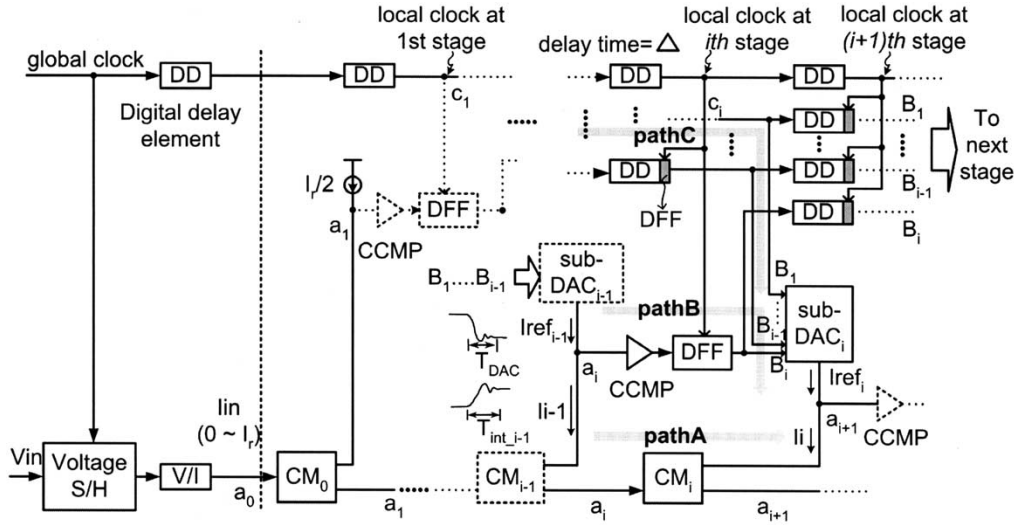 local clock at
1st stage
local clock at
ith stage
local clock at
(i+1)th stage
global clock
delay time= Δ
DD
DD
DD
DD
Digital delay
element
c1
ci
pathC
DD
B1
DD
Bi-1
DD
Bi
To
next
stage
DD
DFF
Ir/2
a1
CCMP
DFF
B1.....Bi-1
sub-
DACi-1
B1
Bi-1
Bi
sub-
DACi
pathB
Irefi-1
TDAC
ai
CCMP
DFF
Irefi
ai+1
CCMP
Tint_i-1
Ii-1
pathA
Ii
Iin
(0 ~ Ir)
Vin
Voltage
S/H
V/I
a0
CM0
a1
CMi-1
ai
CMi
ai+1